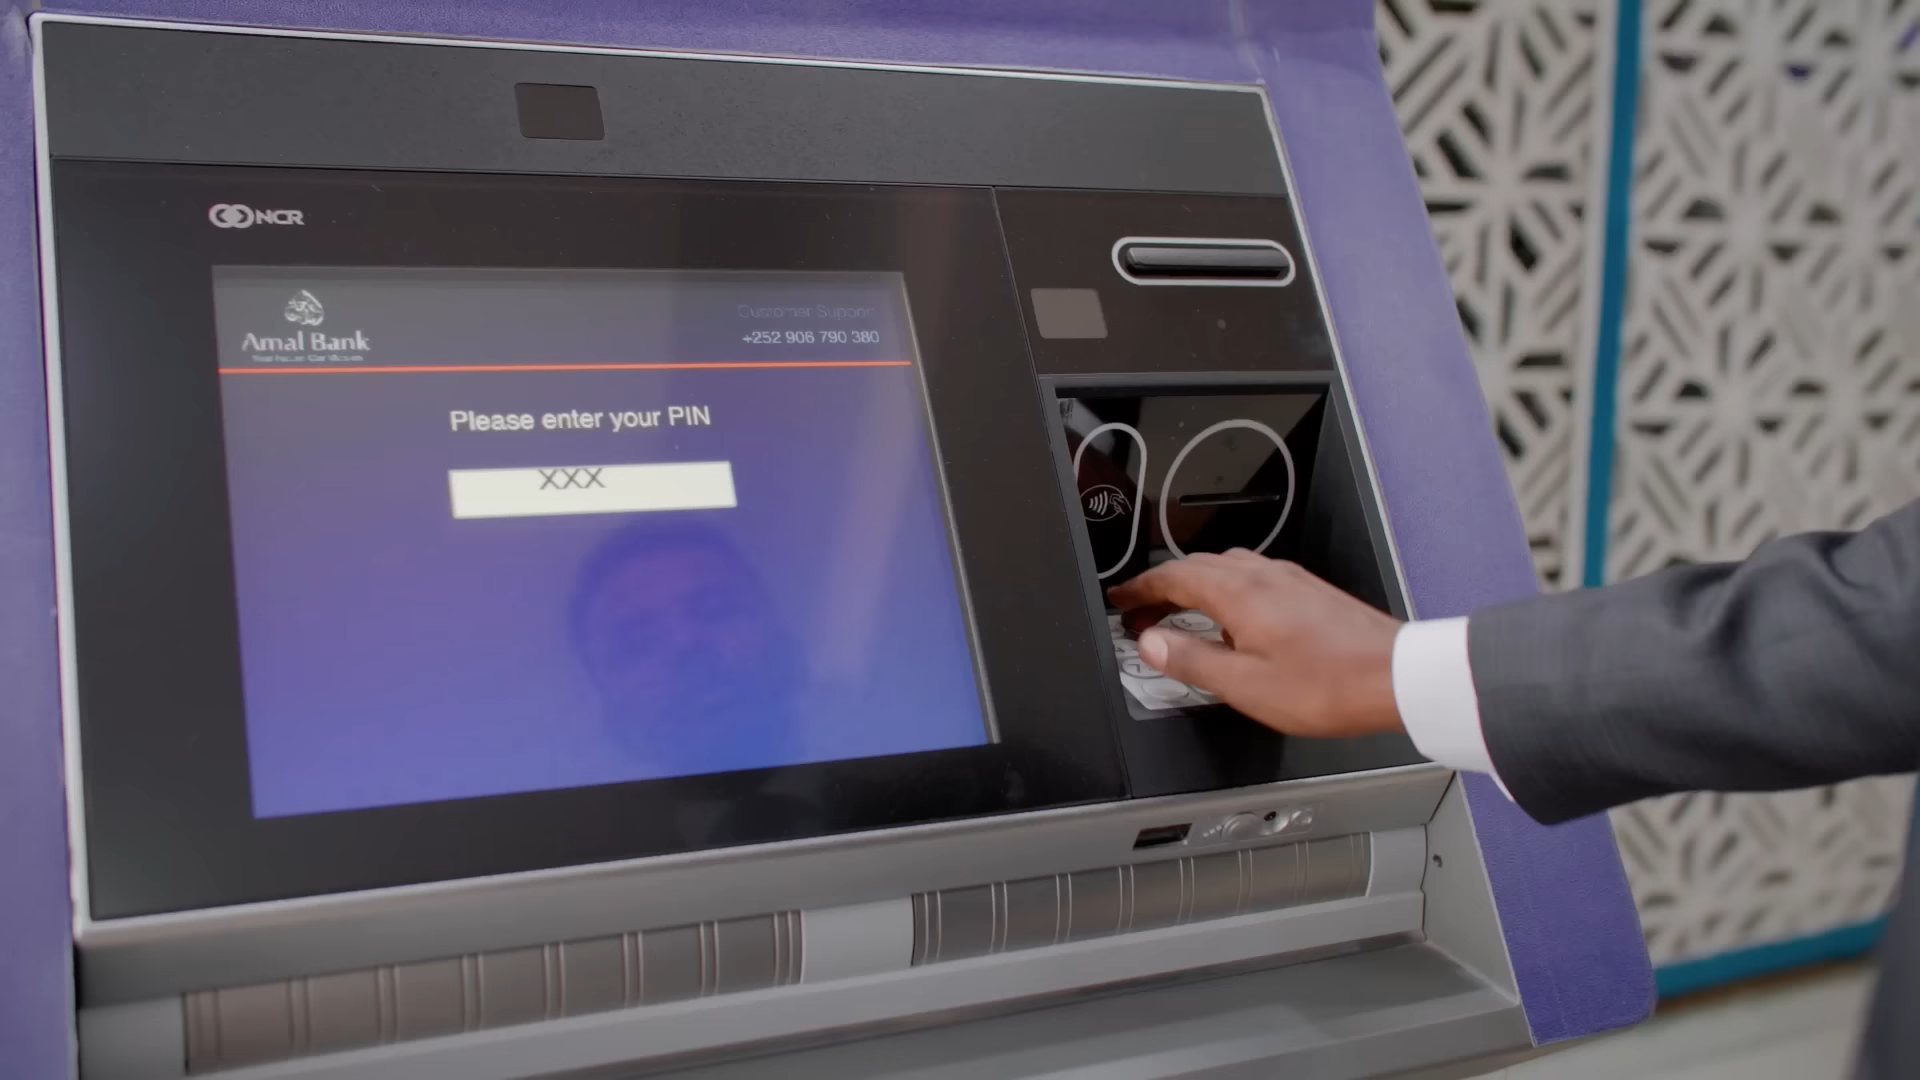 NCR
Amal Bank
Customer Support
+252 906 790 380
Please enter your PIN
XXX